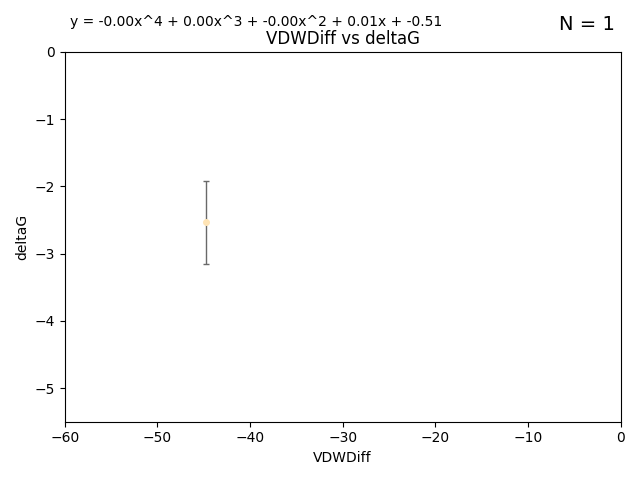 y = -0.00x^4 + 0.00x^3 + -0.00x^2 + 0.01x + -0.51
N = 1
VDWDiff vs deltaG
0
−1
−2
−3
−4
−5
deltaG
−60 −50 −40 −30 −20 −10 0
VDWDiff